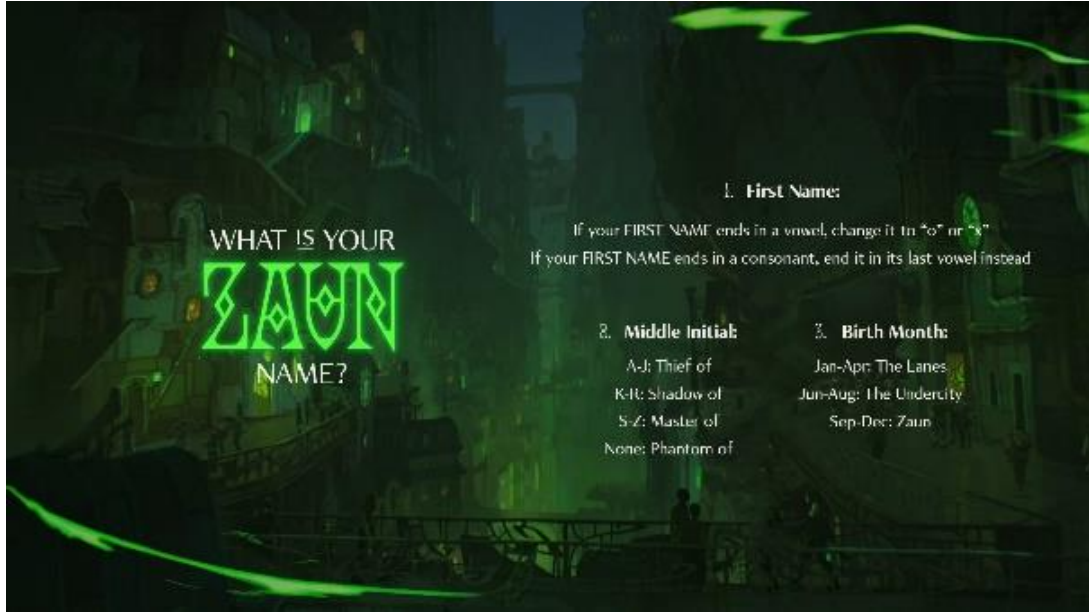 WHAT IS YOUR
ZAUN
NAME?
1. First Name:
If your FIRST NAME ends in a vowel, change it to "o" or "x"
If your FIRST NAME ends in a consonant, end it in its last vowel instead
2. Middle Initial:
A-J: Thief of
K-R: Shadow of
S-Z: Master of
None: Phantom of
3. Birth Month:
Jan-Apr: The Lanes
Jun-Aug: The Undercity
Sep-Dec: Zaun